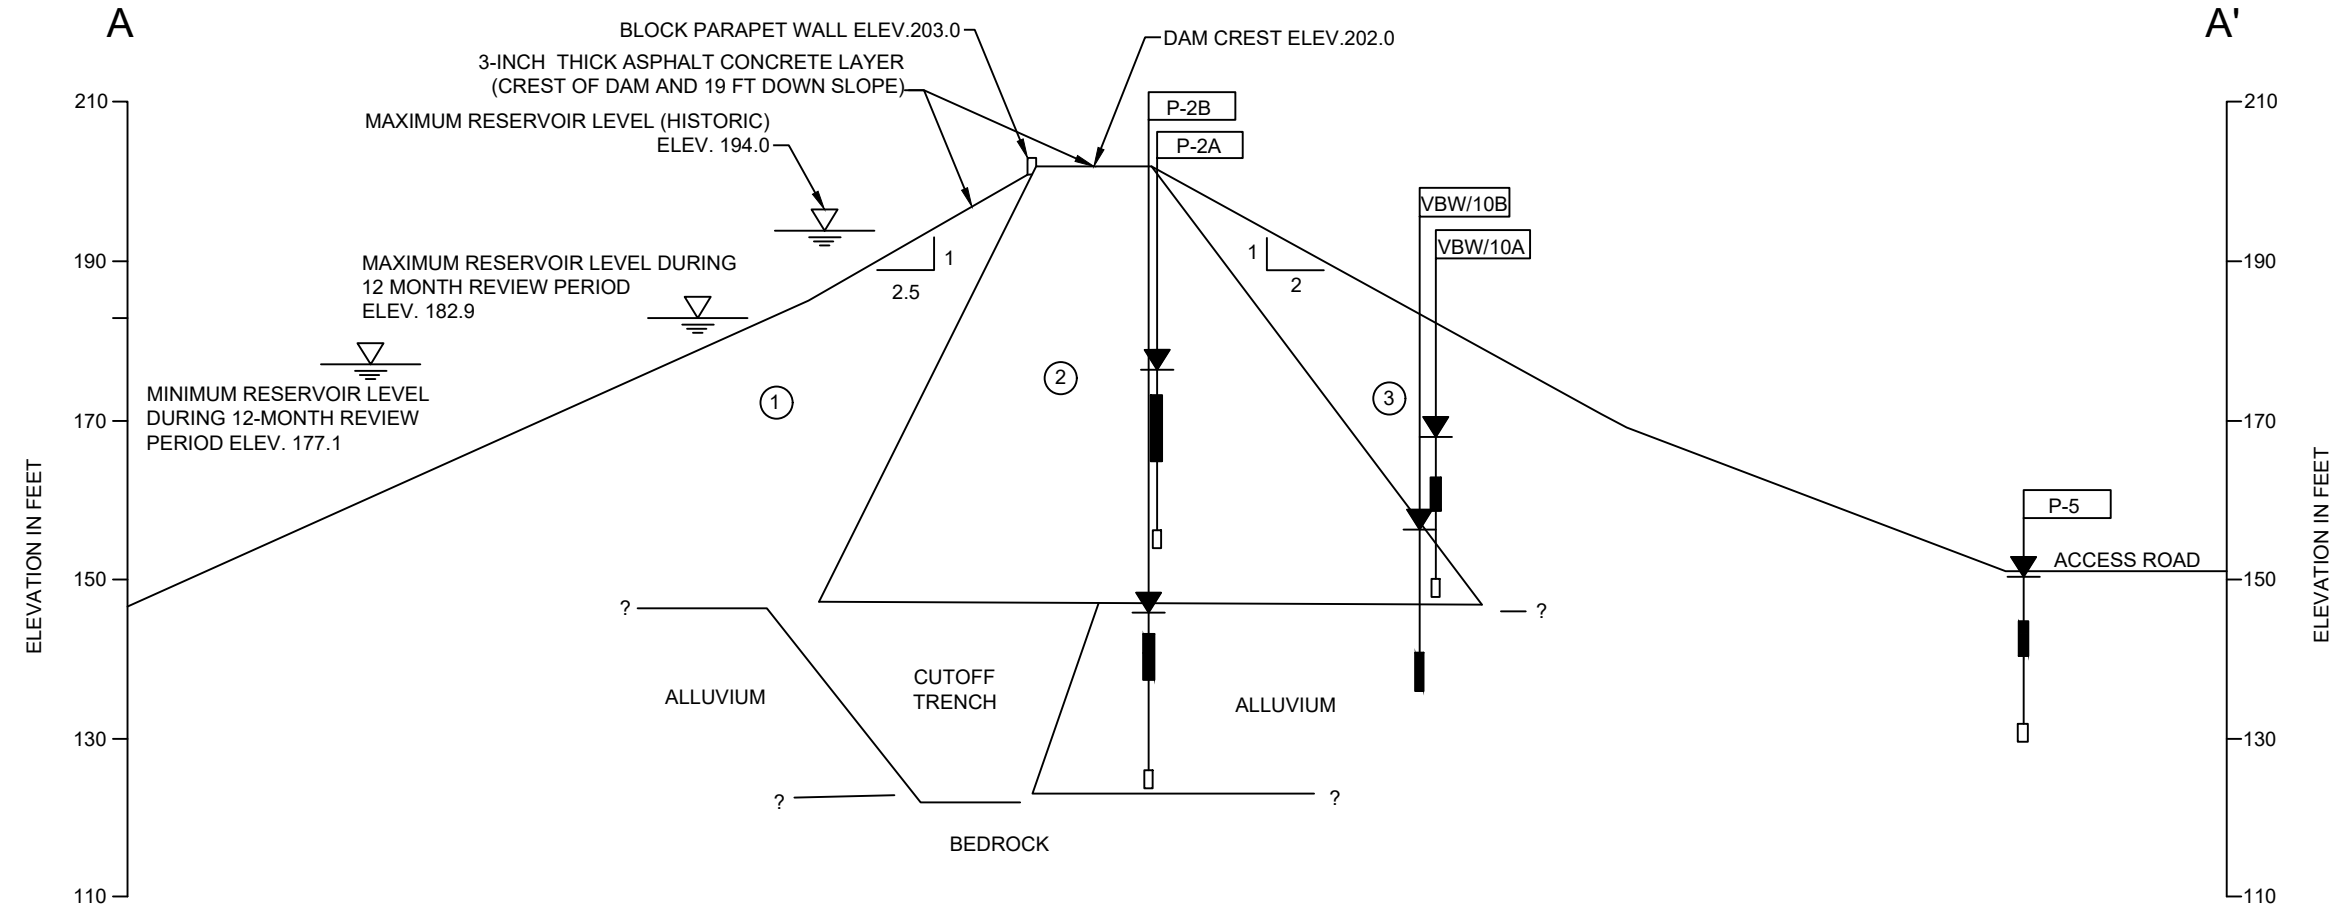 A
A'
BLOCK PARAPET WALL ELEV.203.0
DAM CREST ELEV.202.0
3-INCH THICK ASPHALT CONCRETE LAYER
(CREST OF DAM AND 19 FT DOWN SLOPE)
MAXIMUM RESERVOIR LEVEL (HISTORIC)
ELEV. 194.0
P-2B
P-2A
VBW/10B
VBW/10A
P-5
MAXIMUM RESERVOIR LEVEL DURING
12 MONTH REVIEW PERIOD
ELEV. 182.9
MINIMUM RESERVOIR LEVEL
DURING 12-MONTH REVIEW
PERIOD ELEV. 177.1
1
2.5
1
2
1
2
3
ACCESS ROAD
?
?
ALLUVIUM
CUTOFF
TRENCH
ALLUVIUM
?
?
BEDROCK
ELEVATION IN FEET
210
190
170
150
130
110
210
190
170
150
130
110
ELEVATION IN FEET